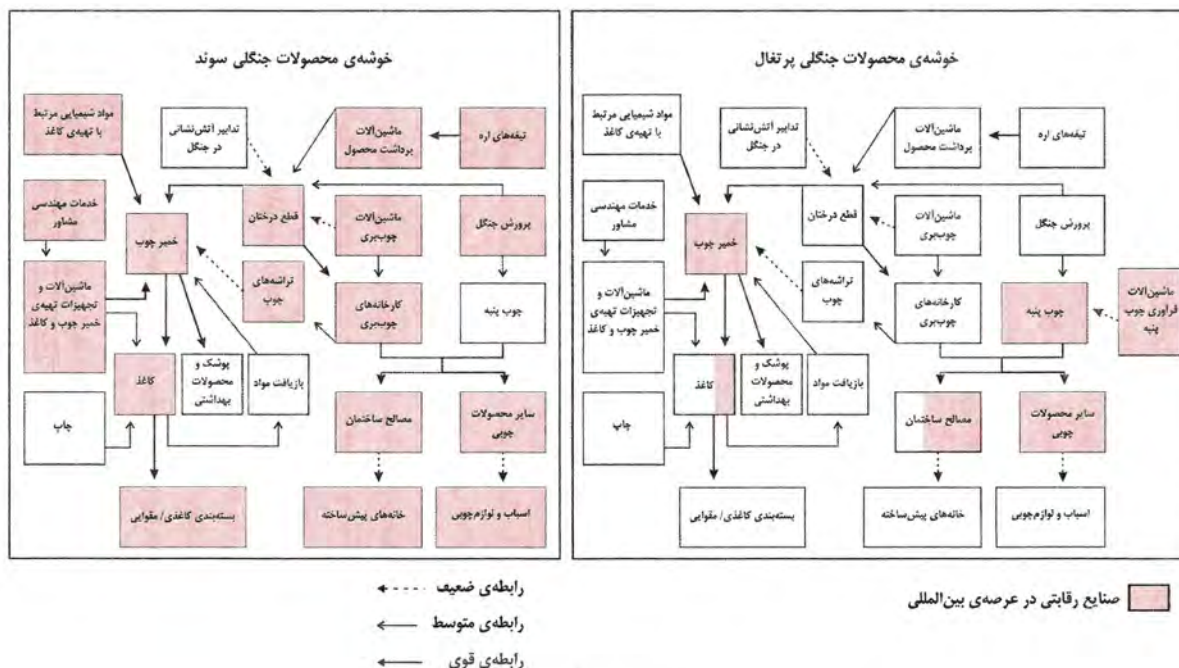 خوشه‌ی محصولات جنگلی پرتغال
مواد شیمیایی مرتبط
با تهیه‌ی کاغذ
تدابیر آتش‌نشانی
در جنگل
ماشین‌آلات
برداشت محصول
تیغه‌های اره
خدمات مهندسی
مشاور
خمیر چوب
قطع درختان
ماشین‌آلات
چوب‌بری
پرورش جنگل
ماشین‌آلات و
تجهیزات تهیه‌ی
خمیر چوب و کاغذ
تراشه‌های
چوب
کارخانه‌های
چوب‌بری
چوب پنبه
ماشین‌آلات
فرآوری چوب
پنبه
کاغذ
پوشک و
محصولات
بهداشتی
بازیافت مواد
چاپ
مصالح ساختمان
سایر محصولات
چوبی
بسته‌بندی کاغذی/ مقوایی
خانه‌های پیش‌ساخته
اسباب و لوازم‌چوبی
خوشه‌ی محصولات جنگلی سوئد
مواد شیمیایی مرتبط
با تهیه‌ی کاغذ
تدابیر آتش‌نشانی
در جنگل
ماشین‌آلات
برداشت محصول
تیغه‌های اره
خدمات مهندسی
مشاور
خمیر چوب
قطع درختان
ماشین‌آلات
چوب‌بری
پرورش جنگل
ماشین‌آلات و
تجهیزات تهیه‌ی
خمیر چوب و کاغذ
تراشه‌های
چوب
کارخانه‌های
چوب‌بری
چوب پنبه
کاغذ
پوشک و
محصولات
بهداشتی
بازیافت مواد
چاپ
مصالح ساختمان
سایر محصولات
چوبی
بسته‌بندی کاغذی/ مقوایی
خانه‌های پیش‌ساخته
اسباب و لوازم‌چوبی
صنایع رقابتی در عرصه‌ی بین‌المللی
رابطه‌ی ضعیف
رابطه‌ی متوسط
رابطه‌ی قوی